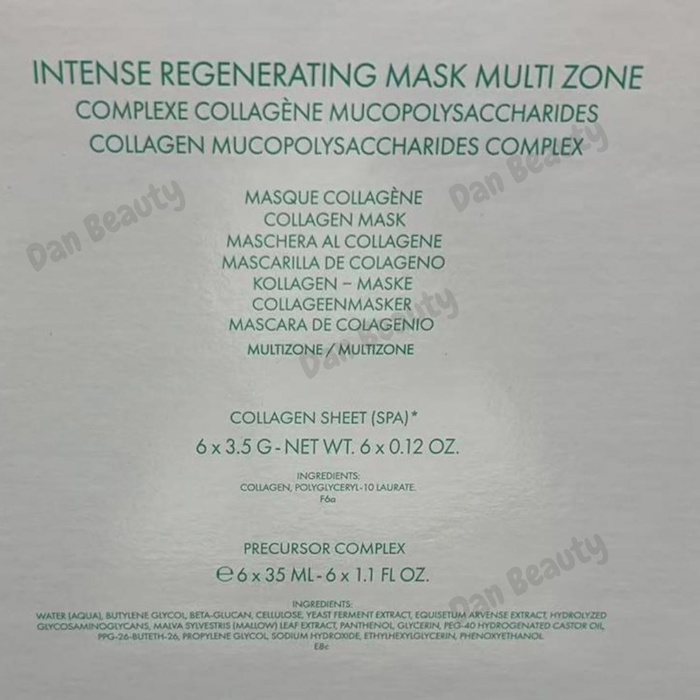 INTENSE REGENERATING MASK MULTI ZONE
COMPLEXE COLLAGÈNE MUCOPOLYSACCHARIDES
COLLAGEN MUCOPOLYSACCHARIDES COMPLEX
Dan Beauty
Dan Beauty
MASQUE COLLAGÈNE
COLLAGEN MASK
MASCHERA AL COLLAGENE
MASCARILLA DE COLAGENO
KOLLAGEN – MASKE
COLLAGEENMASKER
MASCARA DE COLAGENIO
MULTIZONE / MULTIZONE
Dan Beauty
COLLAGEN SHEET (SPA)*
6 x 3.5 G - NET WT. 6 x 0.12 OZ.
INGREDIENTS:
COLLAGEN, POLYGLYCERYL-10 LAURATE.
F6a
PRECURSOR COMPLEX
℮ 6 x 35 ML - 6 x 1.1 FL OZ.
Dan Beauty
INGREDIENTS:
WATER (AQUA), BUTYLENE GLYCOL, BETA-GLUCAN, CELLULOSE, YEAST FERMENT EXTRACT, EQUISETUM ARVENSE EXTRACT, HYDROLYZED
GLYCOSAMINOGLYCANS, MALVA SYLVESTRIS (MALLOW) LEAF EXTRACT, PANTHENOL, GLYCERIN, PEG-40 HYDROGENATED CASTOR OIL,
PPG-26-BUTETH-26, PROPYLENE GLYCOL, SODIUM HYDROXIDE, ETHYLHEXYLGLYCERIN, PHENOXYETHANOL.
E8c